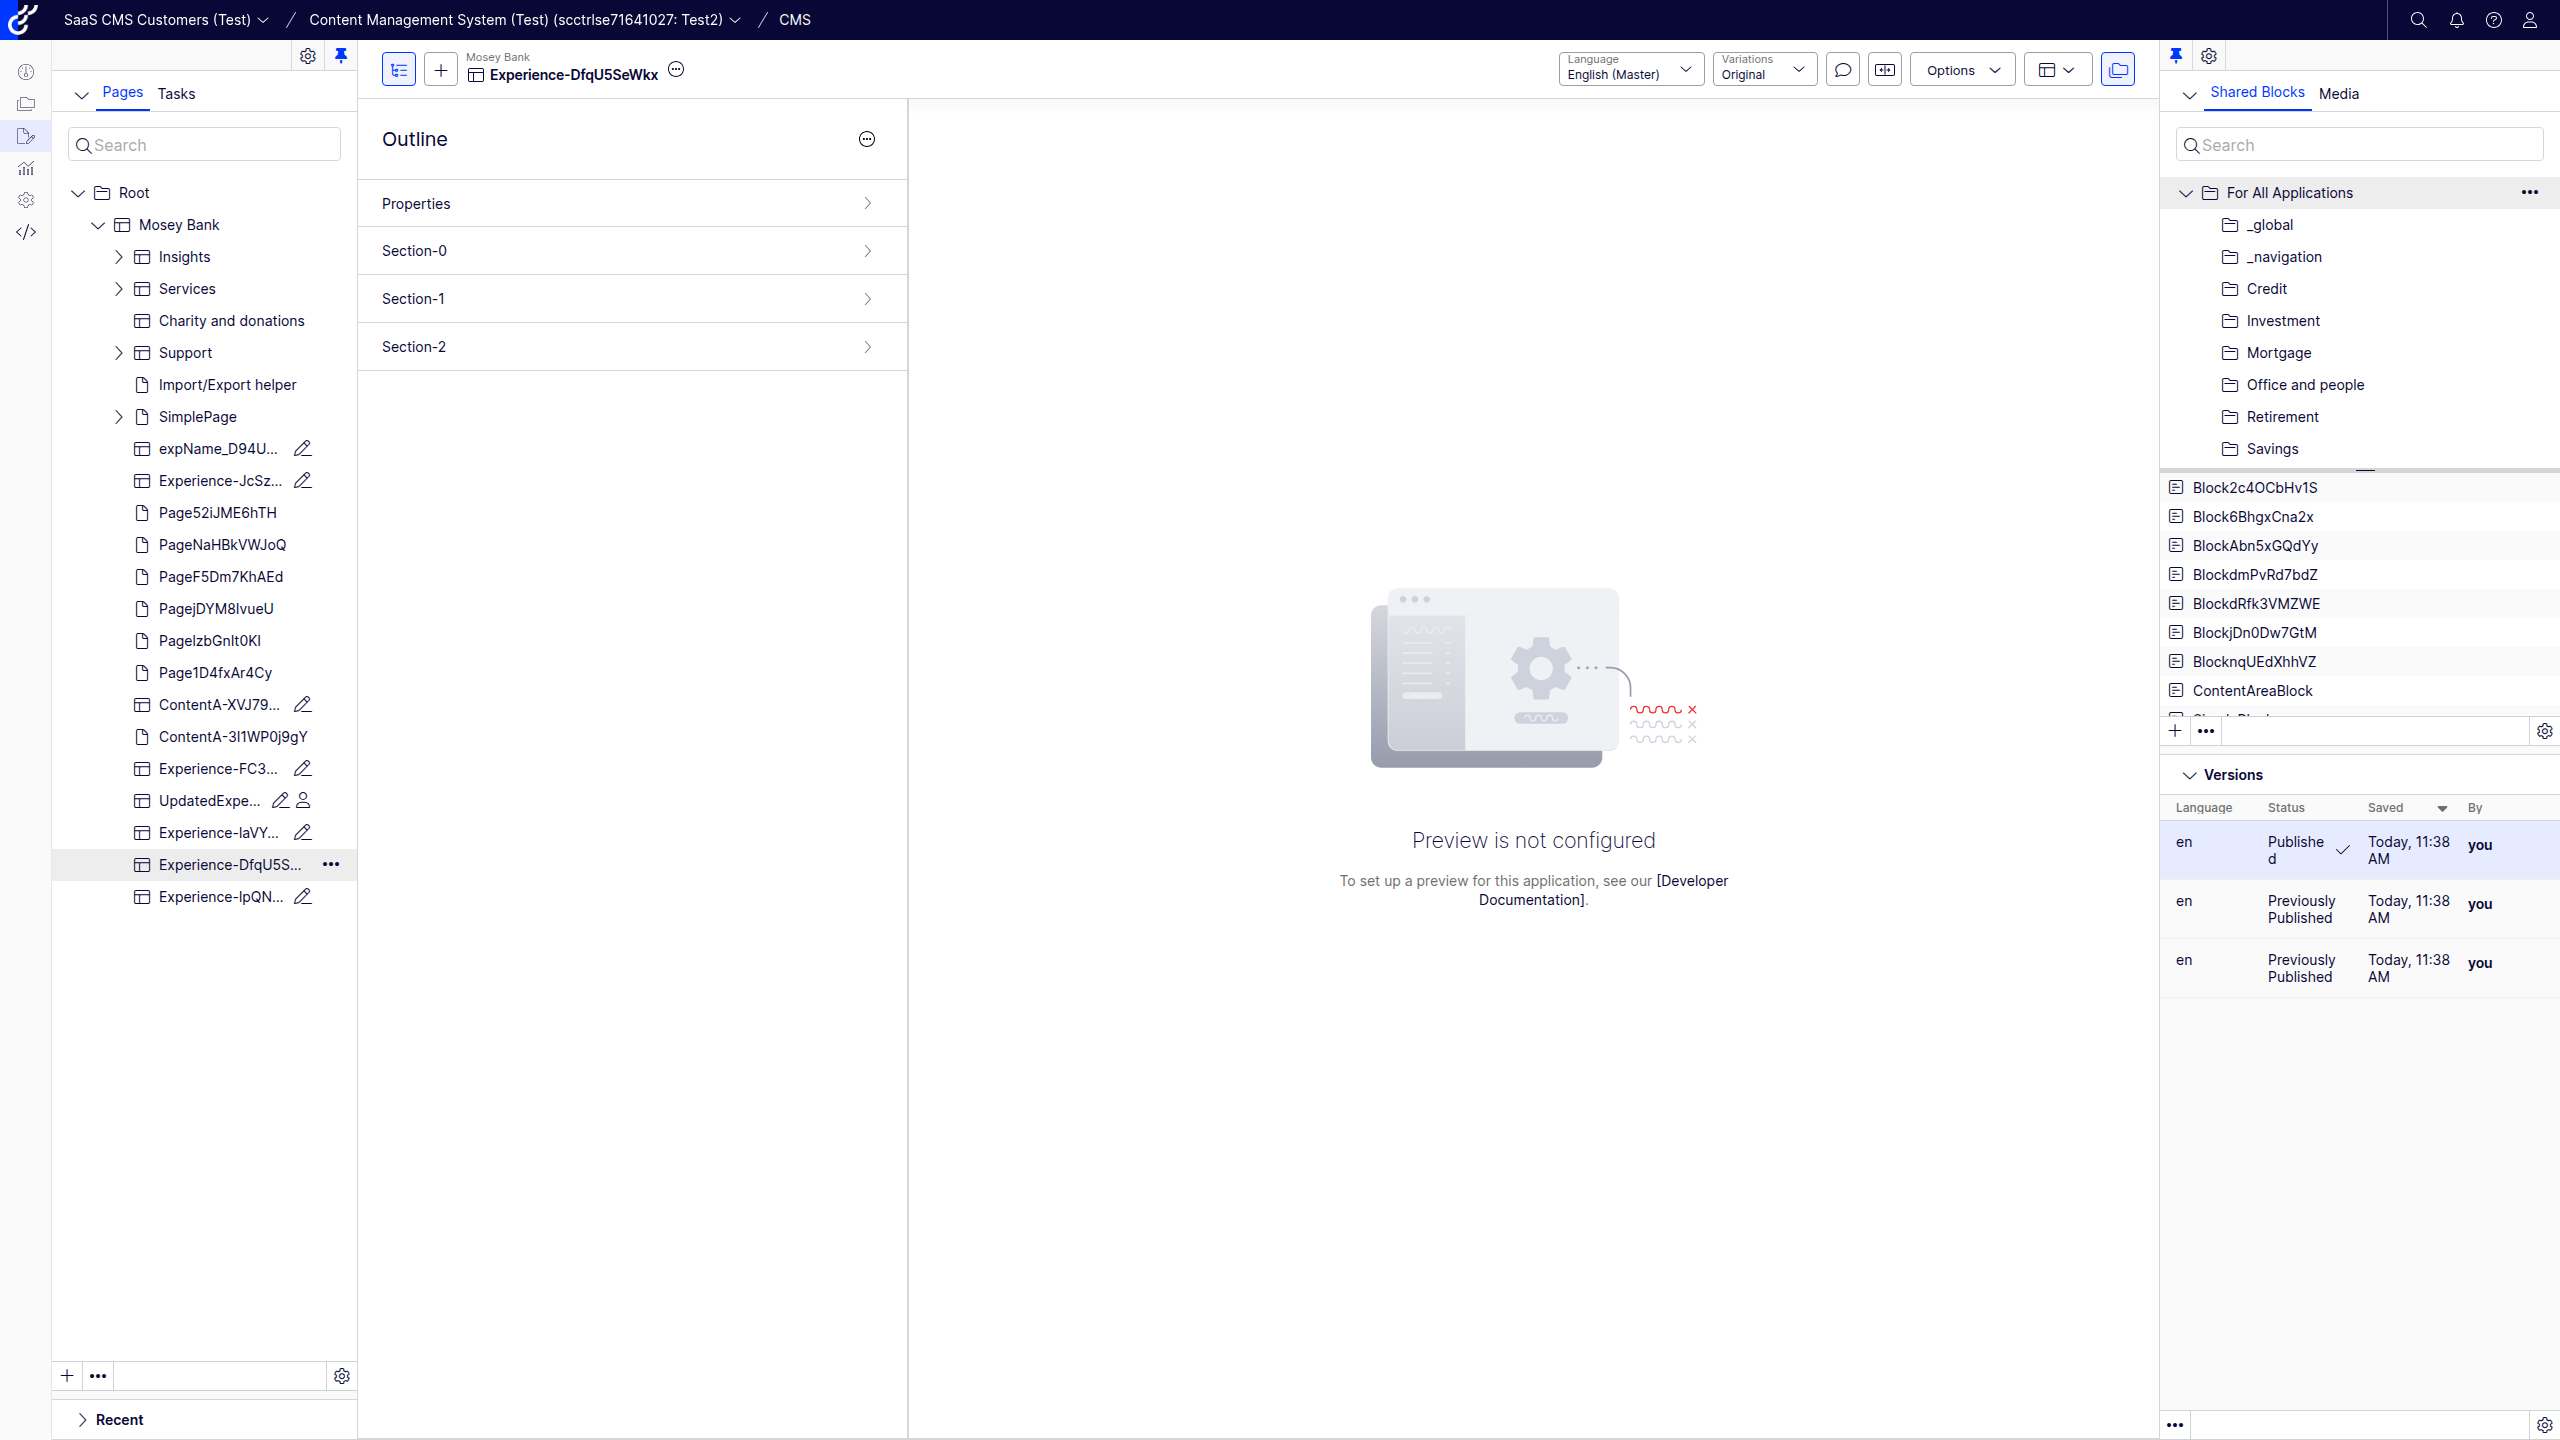 SaaS CMS Customers (Test)
Content Management System (Test) (scctrlse71641027: Test2)
CMS
Pages
Tasks
Search
Root
Mosey Bank
Insights
Services
Charity and donations
Support
Import/Export helper
SimplePage
expName_D94U...
Experience-JcSz...
Page52iJME6hTH
PageNaHBkVWJoQ
PageF5Dm7KhAEd
PagejDYM8IvueU
PageIzbGnIt0KI
Page1D4fxAr4Cy
ContentA-XVJ79...
ContentA-3I1WP0j9gY
Experience-FC3...
UpdatedExpe...
Experience-IaVY...
Experience-DfqU5S...
Experience-IpQN...
Recent
Mosey Bank
Experience-DfqU5SeWkx
Language
English (Master)
Variations
Original
Options
Outline
Properties
Section-0
Section-1
Section-2
Preview is not configured
To set up a preview for this application, see our [Developer
Documentation].
Shared Blocks
Media
Search
For All Applications
_global
_navigation
Credit
Investment
Mortgage
Office and people
Retirement
Savings
Block2c4OCbHv1S
Block6BhgxCna2x
BlockAbn5xGQdYy
BlockdmPvRd7bdZ
BlockdRfk3VMZWE
BlockjDn0Dw7GtM
BlocknqUEdXhhVZ
ContentAreaBlock
Versions
Language Status Saved By
en Publishe
d Today, 11:38
AM you
en Previously
Published Today, 11:38
AM you
en Previously
Published Today, 11:38
AM you